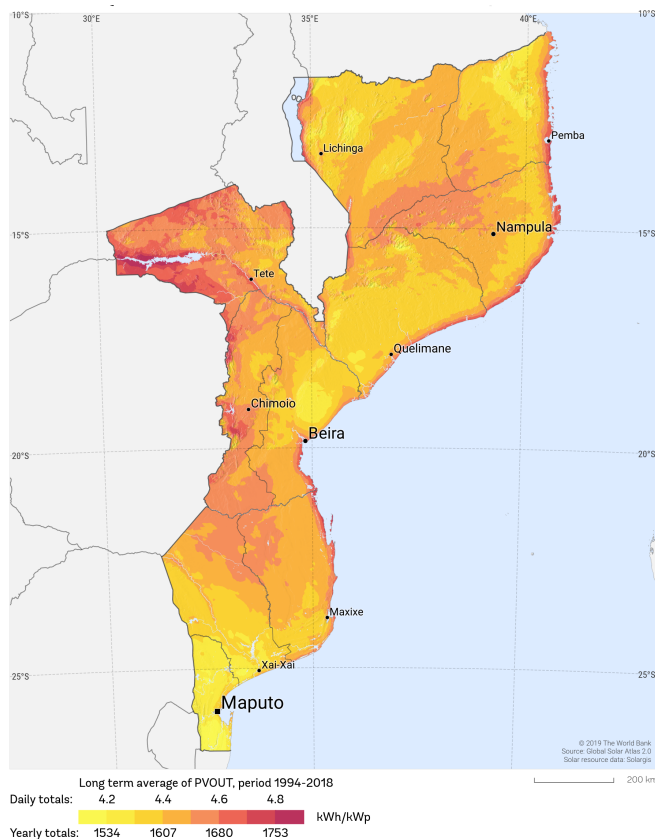 10°S 30°E 35°E 40°E 10°S
Pemba
Lichinga
Nampula
15°S 15°S
Tete
Quelimane
Chimoio
Beira
20°S 20°S
Maxixe
Xai-Xai
25°S 25°S
Maputo
© 2019 The World Bank
Source: Global Solar Atlas 2.0
Solar resource data: Solargis
200 km
Long term average of PVOUT, period 1994-2018
Daily totals: 4.2 4.4 4.6 4.8
kWh/kWp
Yearly totals: 1534 1607 1680 1753